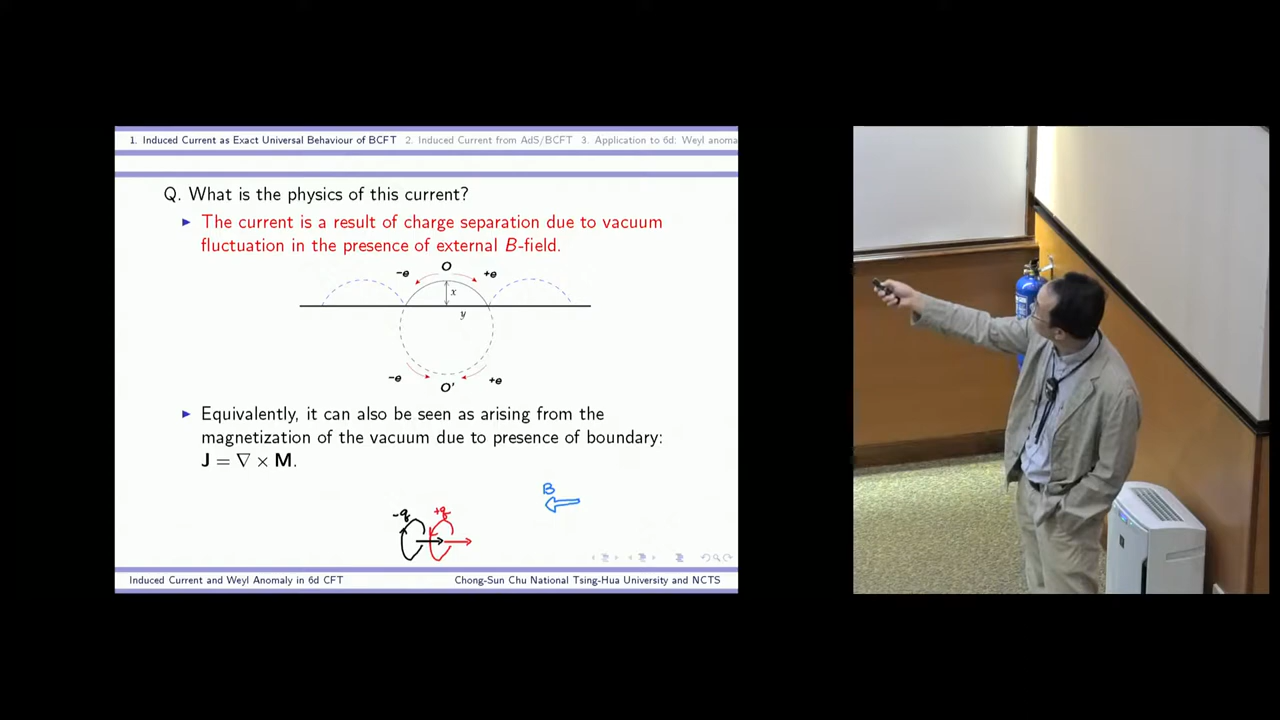 1. Induced Current as Exact Universal Behaviour of BCFT 2. Induced Current from AdS/BCFT 3. Application to 6d: Weyl anoma
Q. What is the physics of this current?
The current is a result of charge separation due to vacuum
fluctuation in the presence of external B-field.
-e O +e
x
y
-e O' +e
Equivalently, it can also be seen as arising from the
magnetization of the vacuum due to presence of boundary:
J = ∇ × M.
B
-q +q
Induced Current and Weyl Anomaly in 6d CFT Chong-Sun Chu National Tsing-Hua University and NCTS